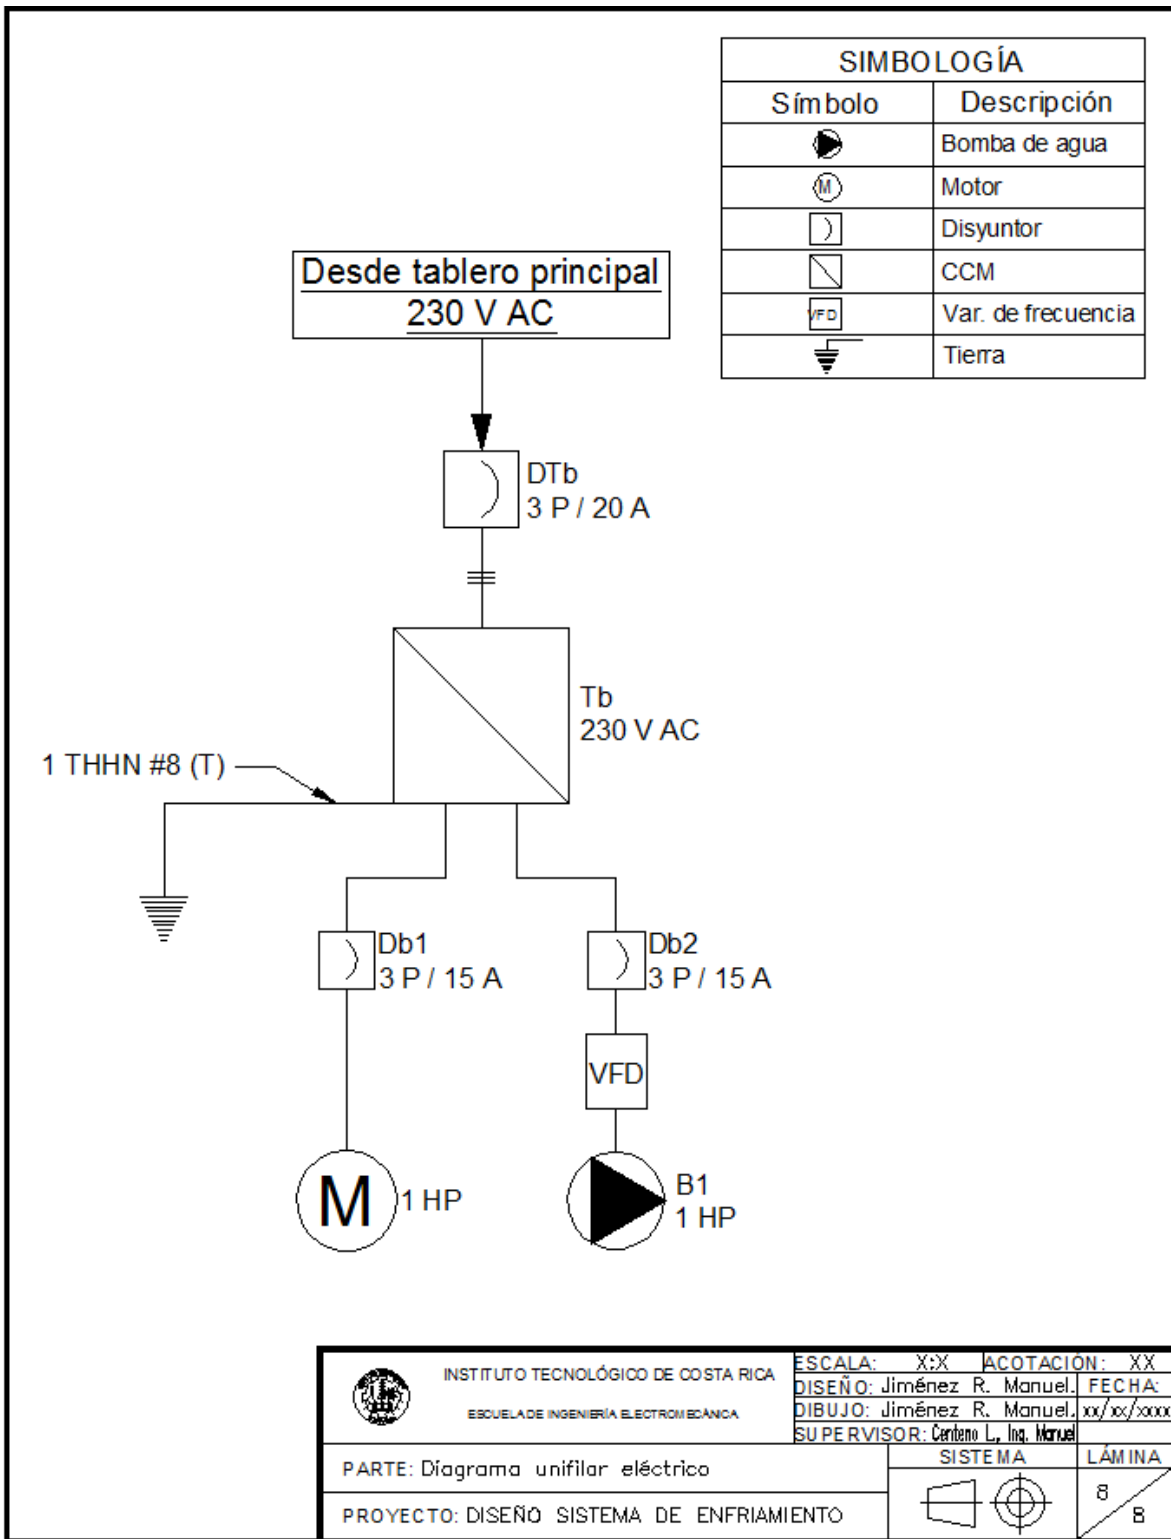 SIMBOLOGÍA
Símbolo Descripción
Bomba de agua
M Motor
Disyuntor
CCM
VFD Var. de frecuencia
Tierra
Desde tablero principal
230 V AC
DTb
3 P / 20 A
Tb
230 V AC
1 THHN #8 (T)
Db1
3 P / 15 A
Db2
3 P / 15 A
VFD
M 1 HP
B1
1 HP
INSTITUTO TECNOLÓGICO DE COSTA RICA
ESCUELA DE INGENIERÍA ELECTROMECÁNICA
ESCALA: X:X ACOTACIÓN: XX
DISEÑO: Jiménez R. Manuel. FECHA:
DIBUJO: Jiménez R. Manuel. xx/xx/xxxx
SUPERVISOR: Centeno L, Ing. Manuel
PARTE: Diagrama unifilar eléctrico
SISTEMA LÁMINA
PROYECTO: DISEÑO SISTEMA DE ENFRIAMIENTO
8
8